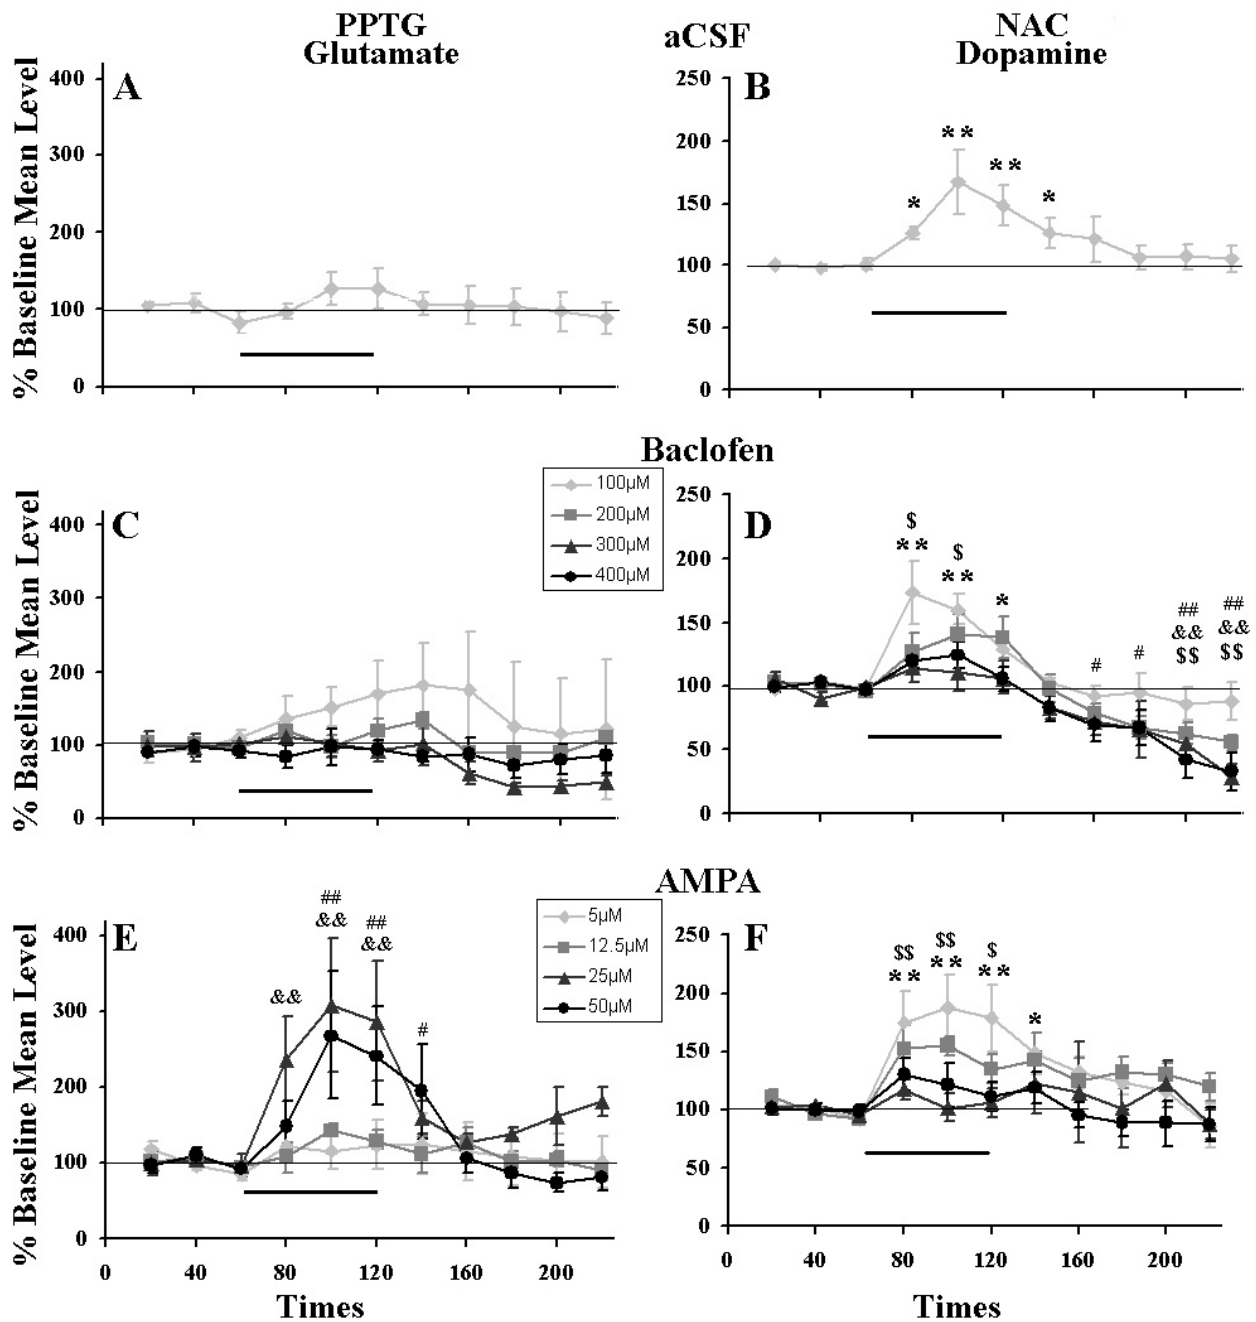 PPTG
Glutamate
aCSF
NAC
Dopamine
% Baseline Mean Level
400
300
200
100
0
A
250
200
150
100
50
0
B
*
**
**
*
Baclofen
100µM
200µM
300µM
400µM
% Baseline Mean Level
400
300
200
100
0
C
250
200
150
100
50
0
D
$
**
$
**
*
#
#
##
&&
$$
##
&&
$$
AMPA
5µM
12.5µM
25µM
50µM
% Baseline Mean Level
400
300
200
100
0
E
&&
##
&&
##
&&
#
0 40 80 120 160 200
Times
250
200
150
100
50
0
F
$$
**
$$
**
$
**
*
0 40 80 120 160 200
Times